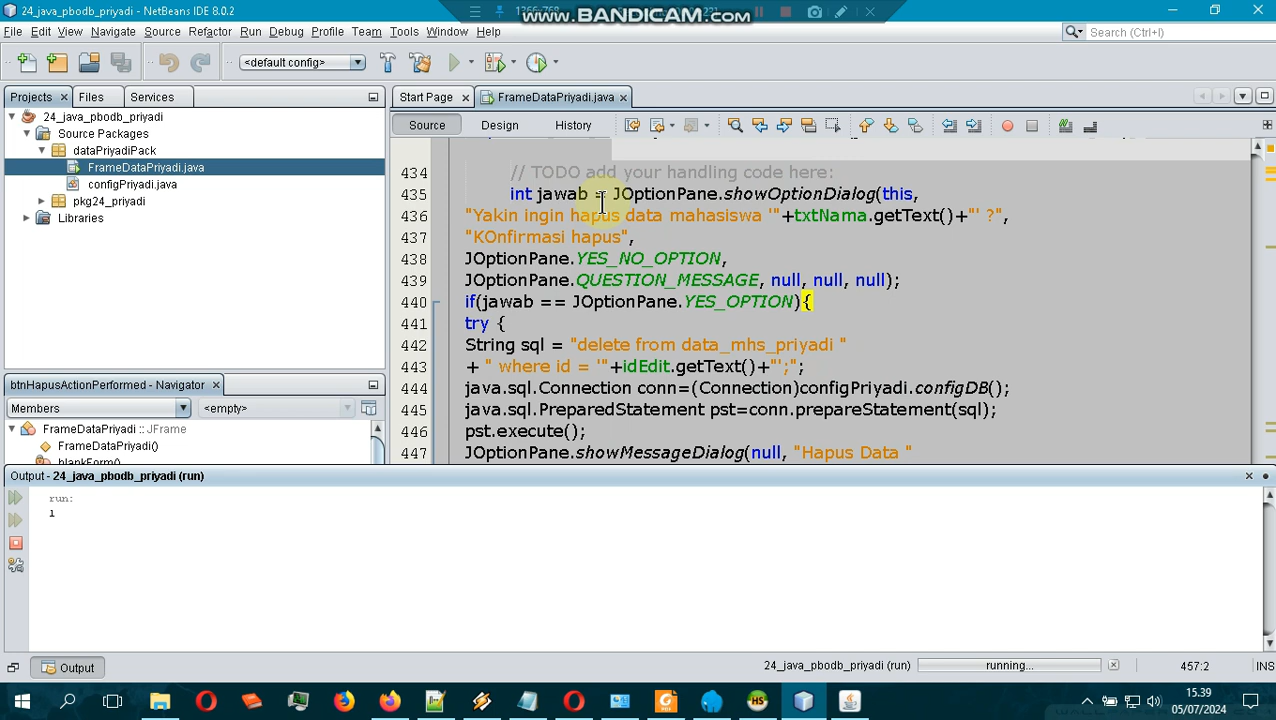 24_java_pbodb_priyadi - NetBeans IDE 8.0.2
www.BANDICAM.com
File Edit View Navigate Source Refactor Run Debug Profile Team Tools Window Help
Search (Ctrl+I)
<default config>
Projects
Files
Services
Start Page
FrameDataPriyadi.java
24_java_pbodb_priyadi
Source Packages
dataPriyadiPack
FrameDataPriyadi.java
configPriyadi.java
pkg24_priyadi
Libraries
Source
Design
History
434 // TODO add your handling code here:
435 int jawab = JOptionPane.showOptionDialog(this,
436 "Yakin ingin hapus data mahasiswa '"+txtNama.getText()+"' ?",
437 "KOnfirmasi hapus",
438 JOptionPane.YES_NO_OPTION,
439 JOptionPane.QUESTION_MESSAGE, null, null, null);
440 if(jawab == JOptionPane.YES_OPTION){
441 try {
442 String sql = "delete from data_mhs_priyadi "
443 + " where id = '"+idEdit.getText()+"';";
444 java.sql.Connection conn=(Connection)configPriyadi.configDB();
445 java.sql.PreparedStatement pst=conn.prepareStatement(sql);
446 pst.execute();
447 JOptionPane.showMessageDialog(null, "Hapus Data "
btnHapusActionPerformed - Navigator
Members
<empty>
FrameDataPriyadi :: JFrame
FrameDataPriyadi()
blankForm()
Output - 24_java_pbodb_priyadi (run)
run:
1
Output
24_java_pbodb_priyadi (run)
running...
457:2
INS
15.39
05/07/2024